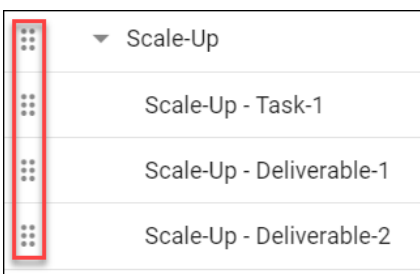 Scale-Up
Scale-Up - Task-1
Scale-Up - Deliverable-1
Scale-Up - Deliverable-2